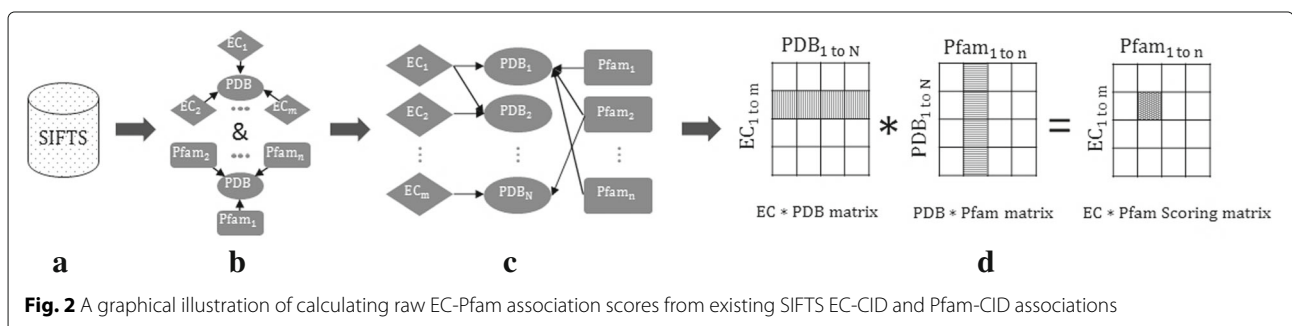 SIFTS
EC1
PDB
EC2
...
ECm
&
Pfam2
...
Pfamn
PDB
Pfam1
EC1
PDB1
Pfam1
EC2
PDB2
Pfam2
ECm
PDBN
Pfamn
PDB1 to N
EC1 to m
*
Pfam1 to n
PDB1 to N
=
Pfam1 to n
EC1 to m
EC * PDB matrix
PDB * Pfam matrix
EC * Pfam Scoring matrix
a
b
c
d
Fig. 2 A graphical illustration of calculating raw EC-Pfam association scores from existing SIFTS EC-CID and Pfam-CID associations